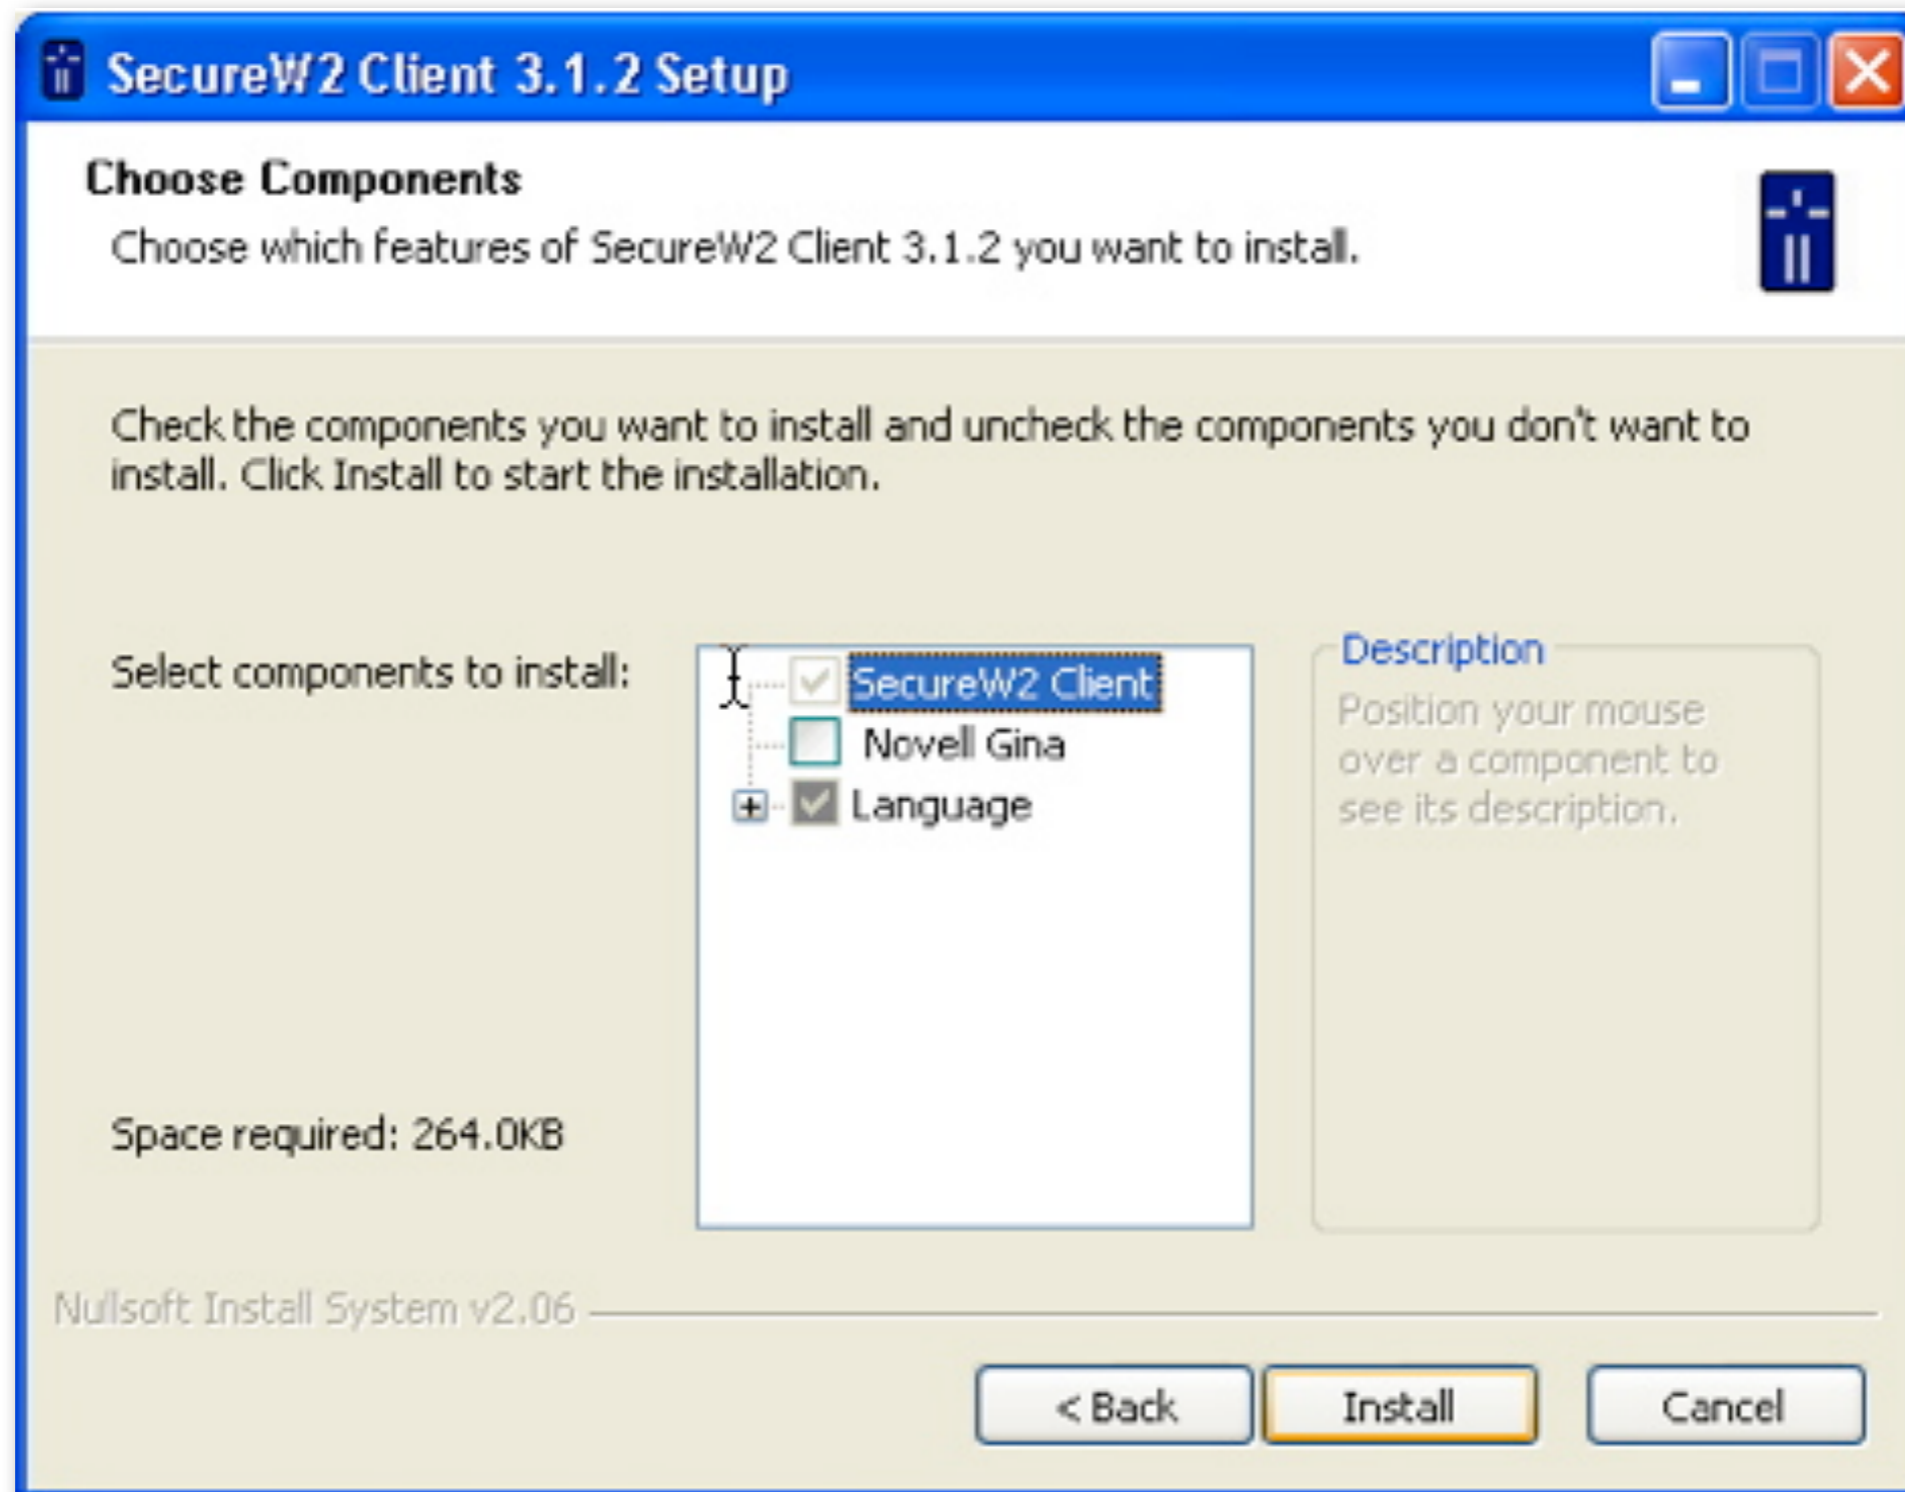 SecureW2 Client 3.1.2 Setup
Choose Components
Choose which features of SecureW2 Client 3.1.2 you want to install.
Check the components you want to install and uncheck the components you don't want to
install. Click Install to start the installation.
Select components to install:
SecureW2 Client
Novell Gina
Language
Description
Position your mouse
over a component to
see its description.
Space required: 264.0KB
Nullsoft Install System v2.06
< Back
Install
Cancel